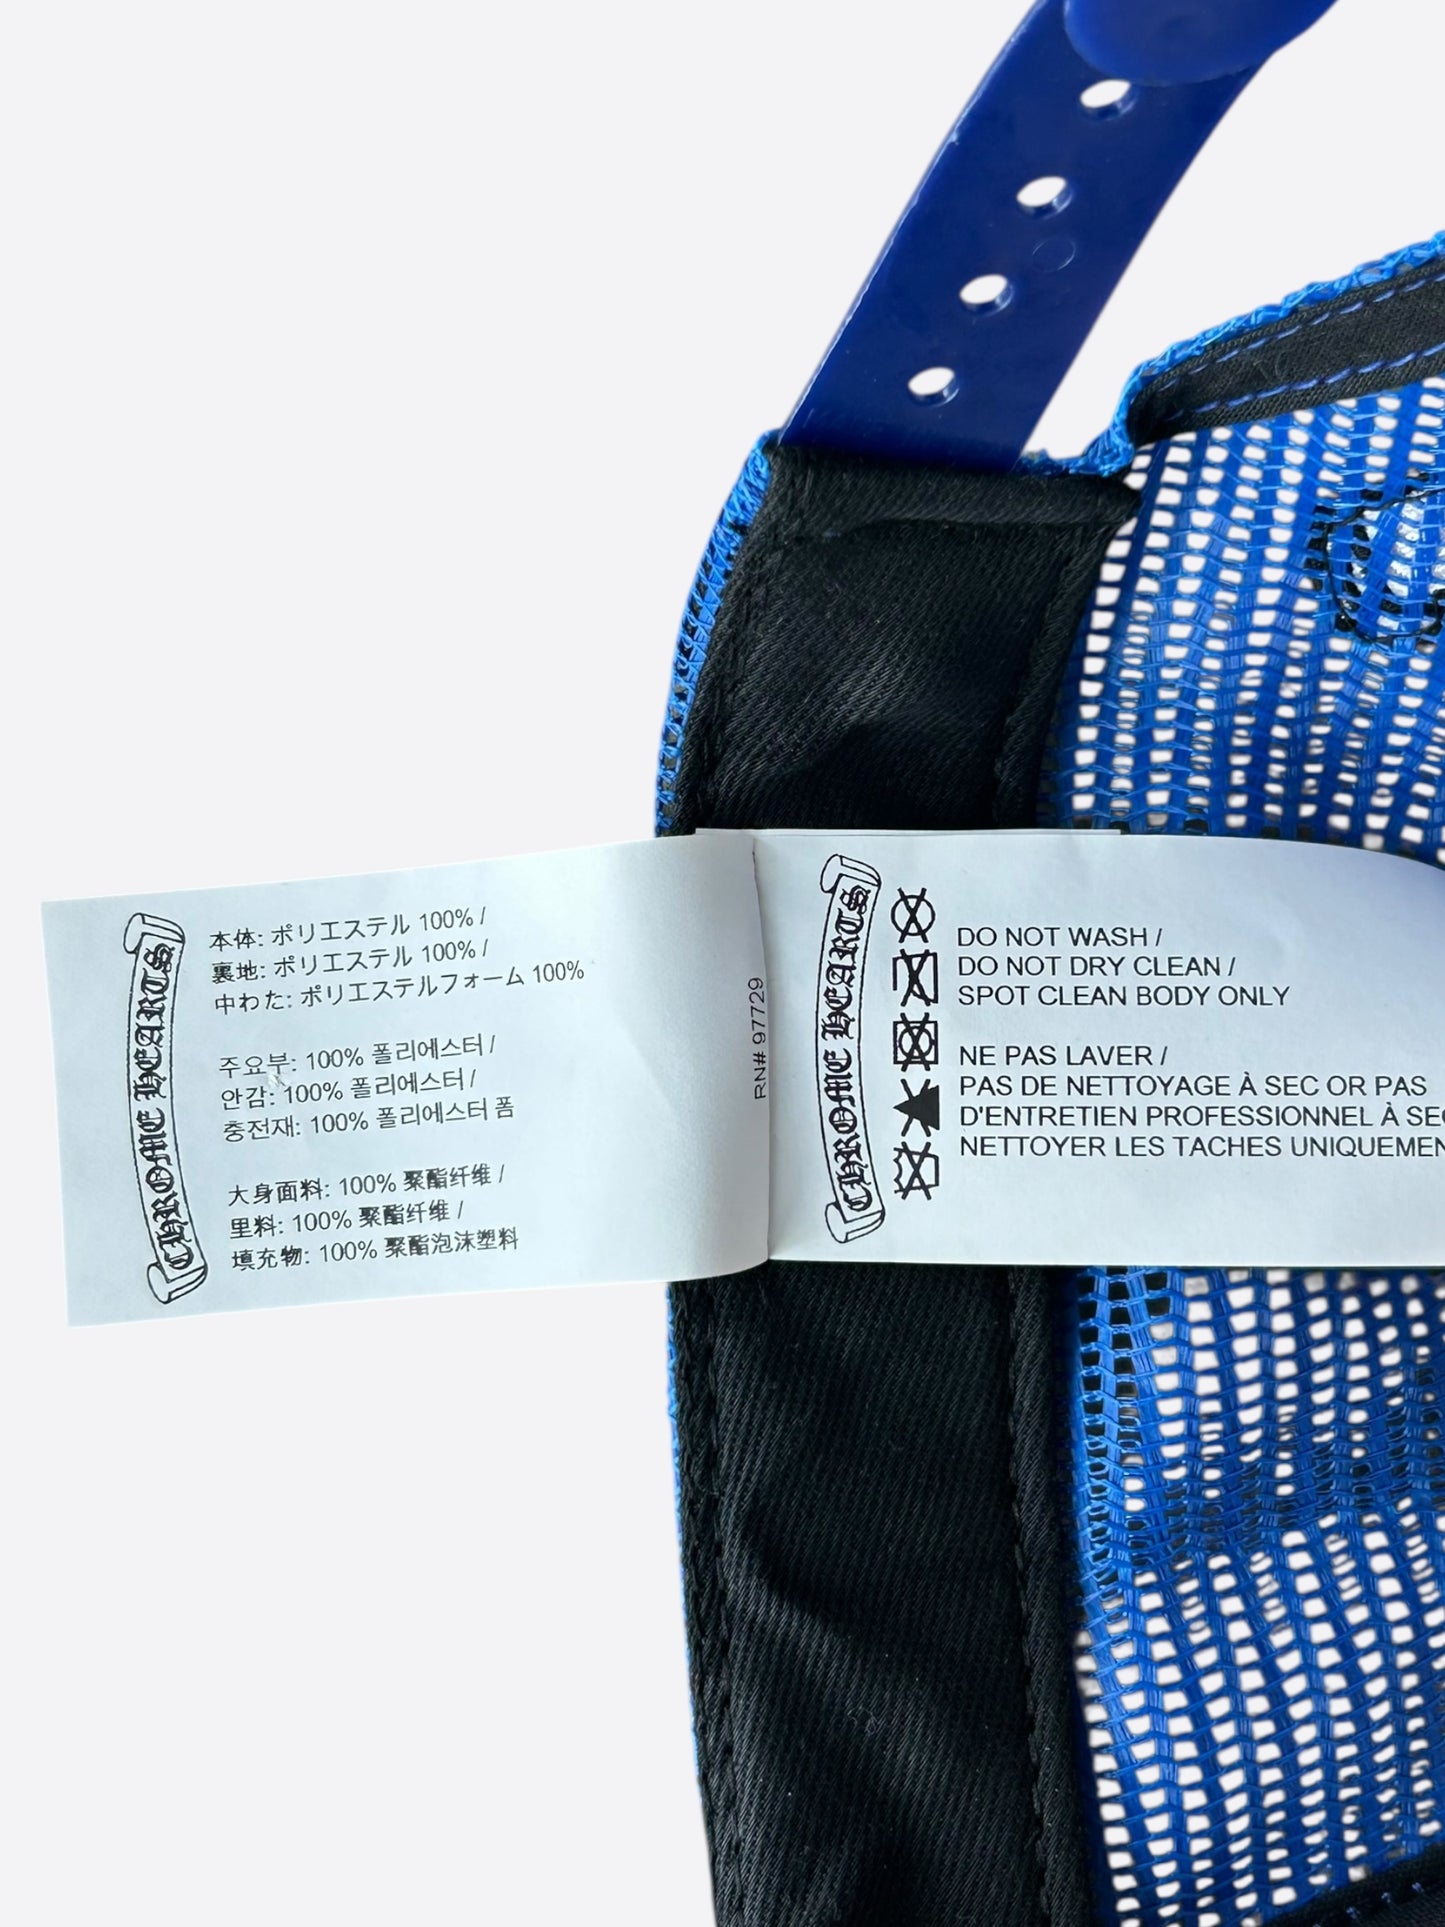 CHROME HEARTS
本体: ポリエステル 100% /
裏地: ポリエステル 100% /
中わた: ポリエステルフォーム 100%
주요부: 100% 폴리에스터 /
안감: 100% 폴리에스터 /
충전재: 100% 폴리에스터 폼
大身面料: 100% 聚酯纤维 /
里料: 100% 聚酯纤维 /
填充物: 100% 聚酯泡沫塑料
RN# 97729
CHROME HEARTS
DO NOT WASH /
DO NOT DRY CLEAN /
SPOT CLEAN BODY ONLY
NE PAS LAVER /
PAS DE NETTOYAGE À SEC OR PAS
D'ENTRETIEN PROFESSIONNEL À
NETTOYER LES TACHES